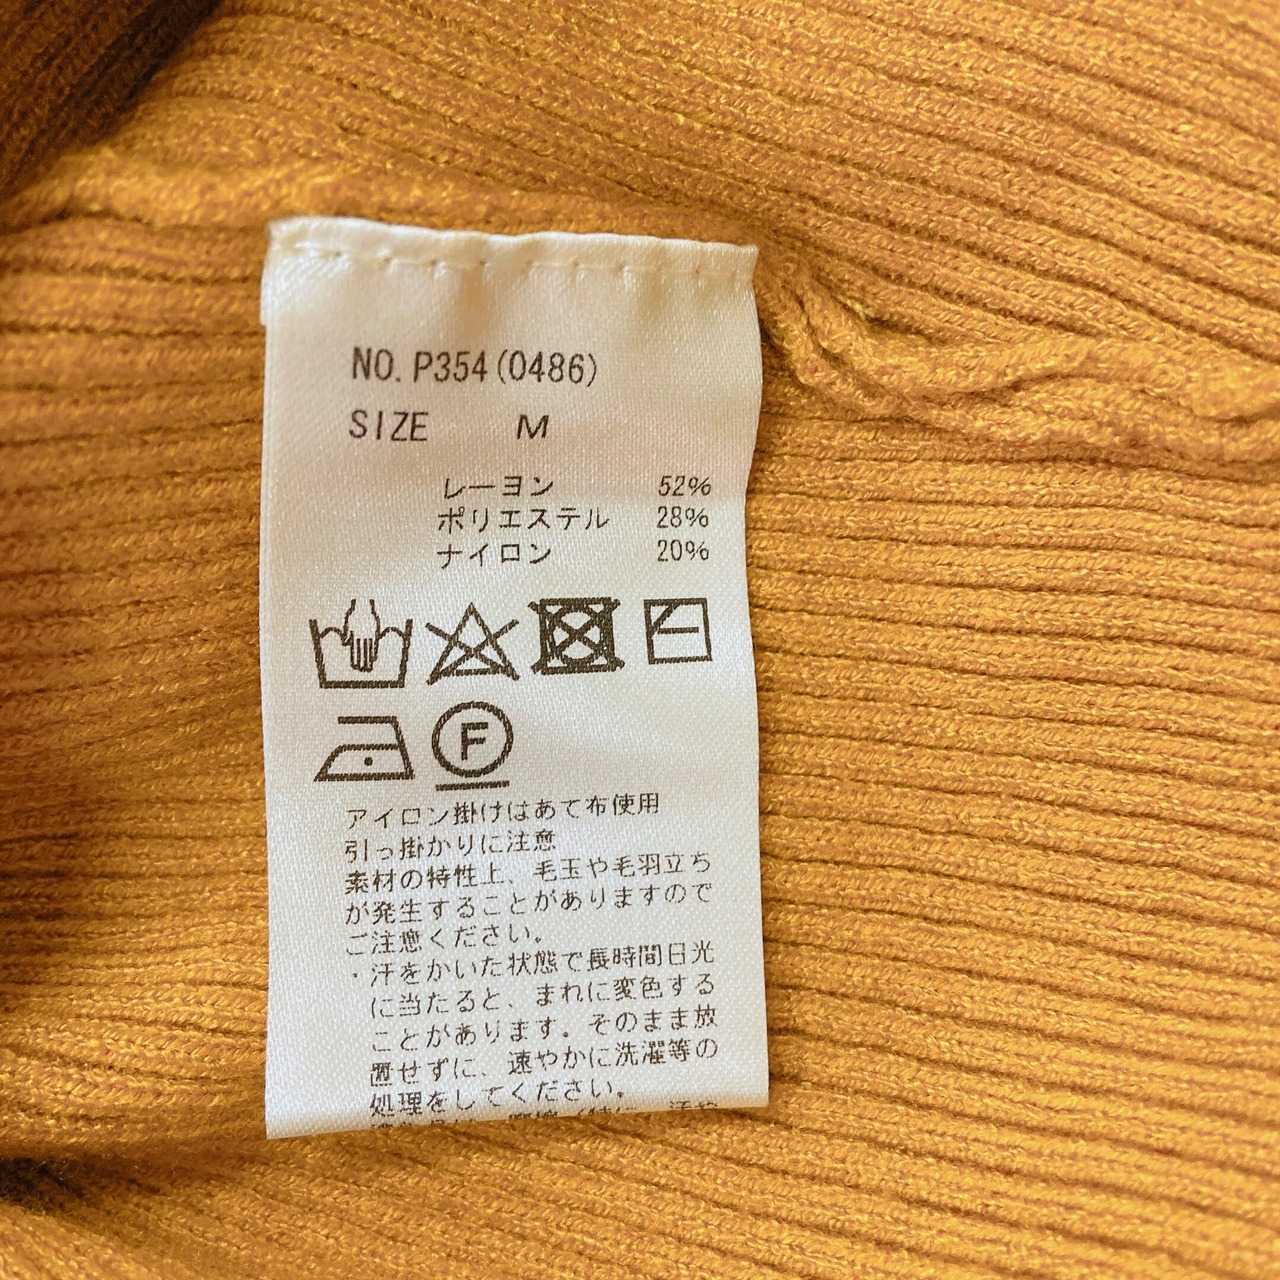 NO. P354(0486)
SIZE M
レーヨン 52%
ポリエステル 28%
ナイロン 20%
F
アイロン掛けはあて布使用
引っ掛かりに注意
素材の特性上、毛玉や毛羽立ち
が発生することがありますので
ご注意ください。
・汗をかいた状態で長時間日光
に当たると、まれに変色する
ことがあります。そのまま放
置せずに、速やかに洗濯等の
処理をしてください。